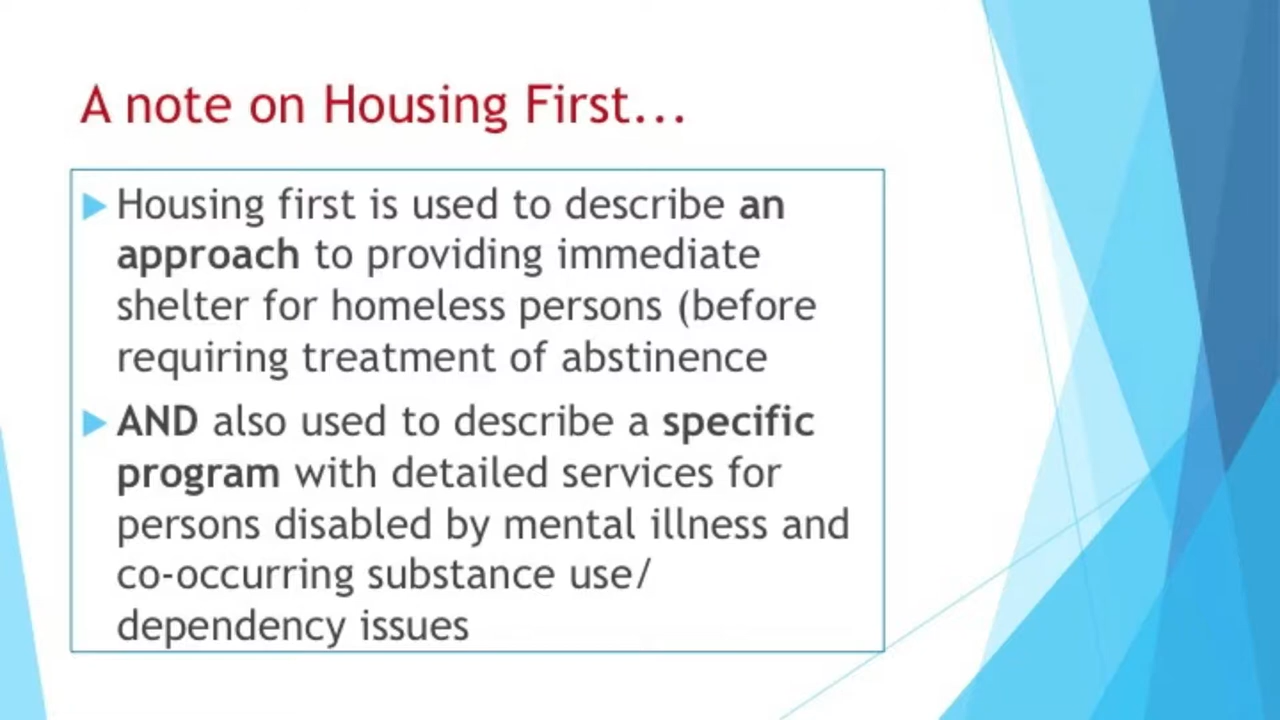 A note on Housing First...
Housing first is used to describe an
approach to providing immediate
shelter for homeless persons (before
requiring treatment of abstinence
AND also used to describe a specific
program with detailed services for
persons disabled by mental illness and
co-occurring substance use/
dependency issues